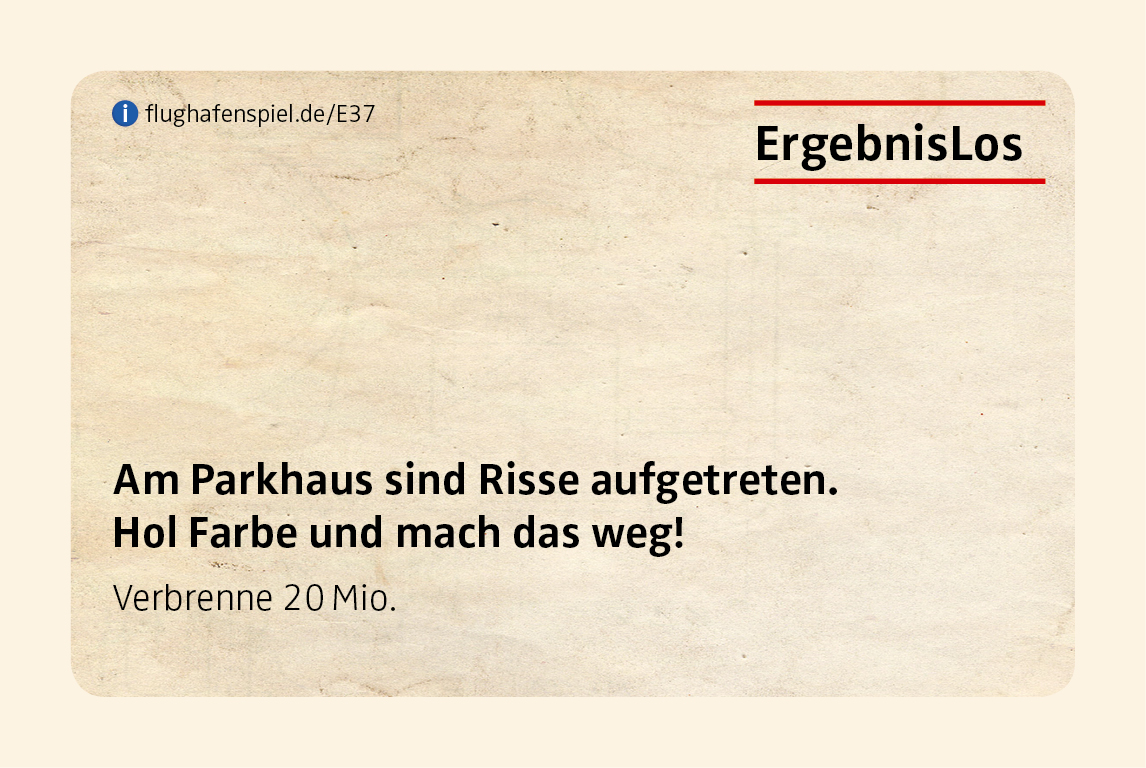 i flughafenspiel.de/E37
ErgebnisLos
Am Parkhaus sind Risse aufgetreten.
Hol Farbe und mach das weg!
Verbrenne 20 Mio.